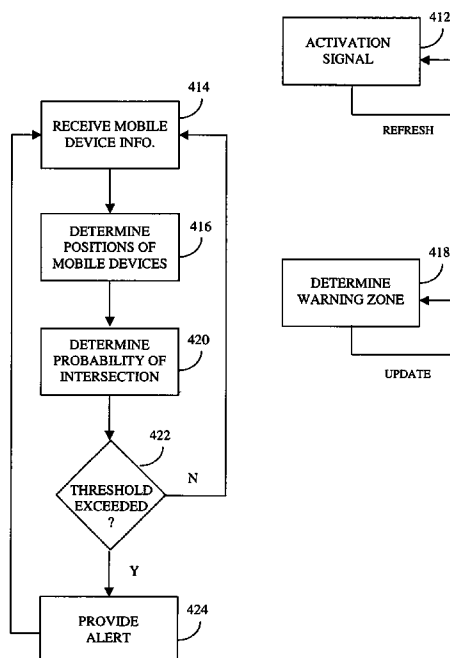 412
ACTIVATION
SIGNAL
REFRESH
414
RECEIVE MOBILE
DEVICE INFO.
DETERMINE
POSITIONS OF
MOBILE DEVICES
416
418
DETERMINE
WARNING ZONE
UPDATE
DETERMINE
PROBABILITY OF
INTERSECTION
420
422
THRESHOLD
EXCEEDED
?
N
Y
PROVIDE
ALERT
424